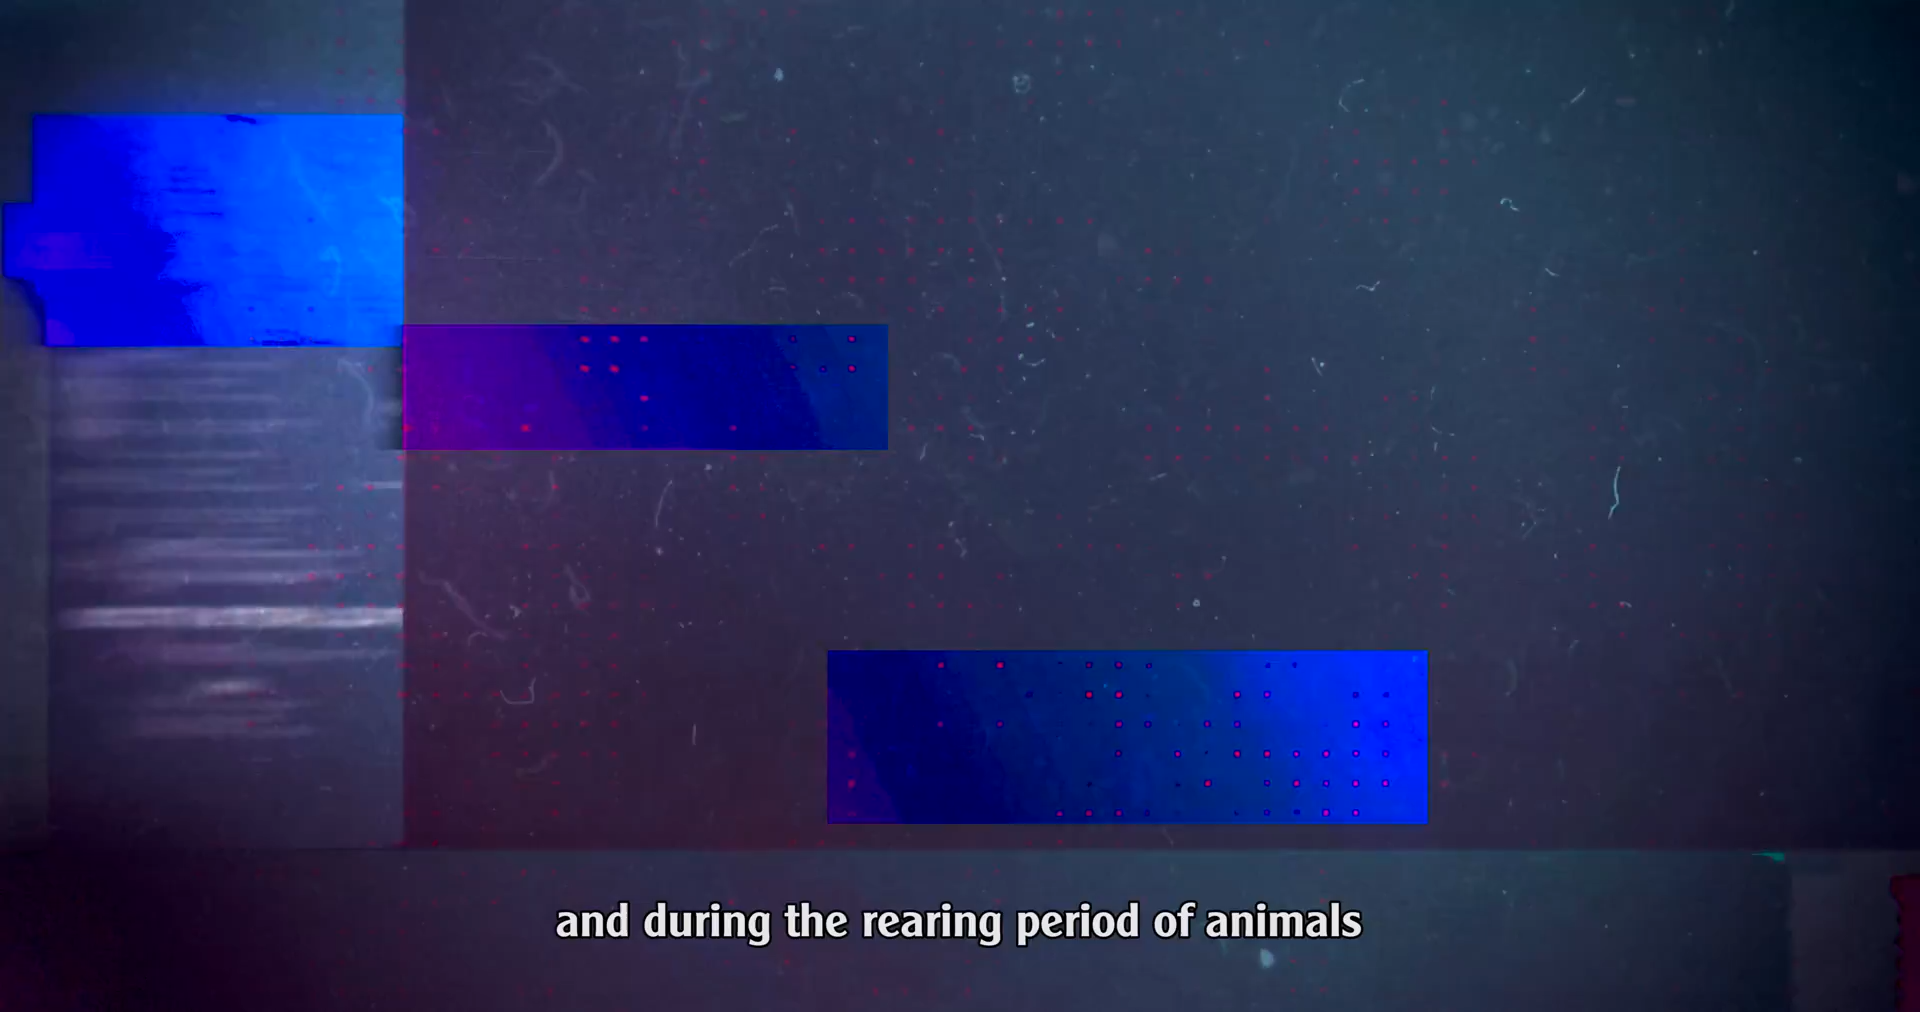 and during the rearing period of animals